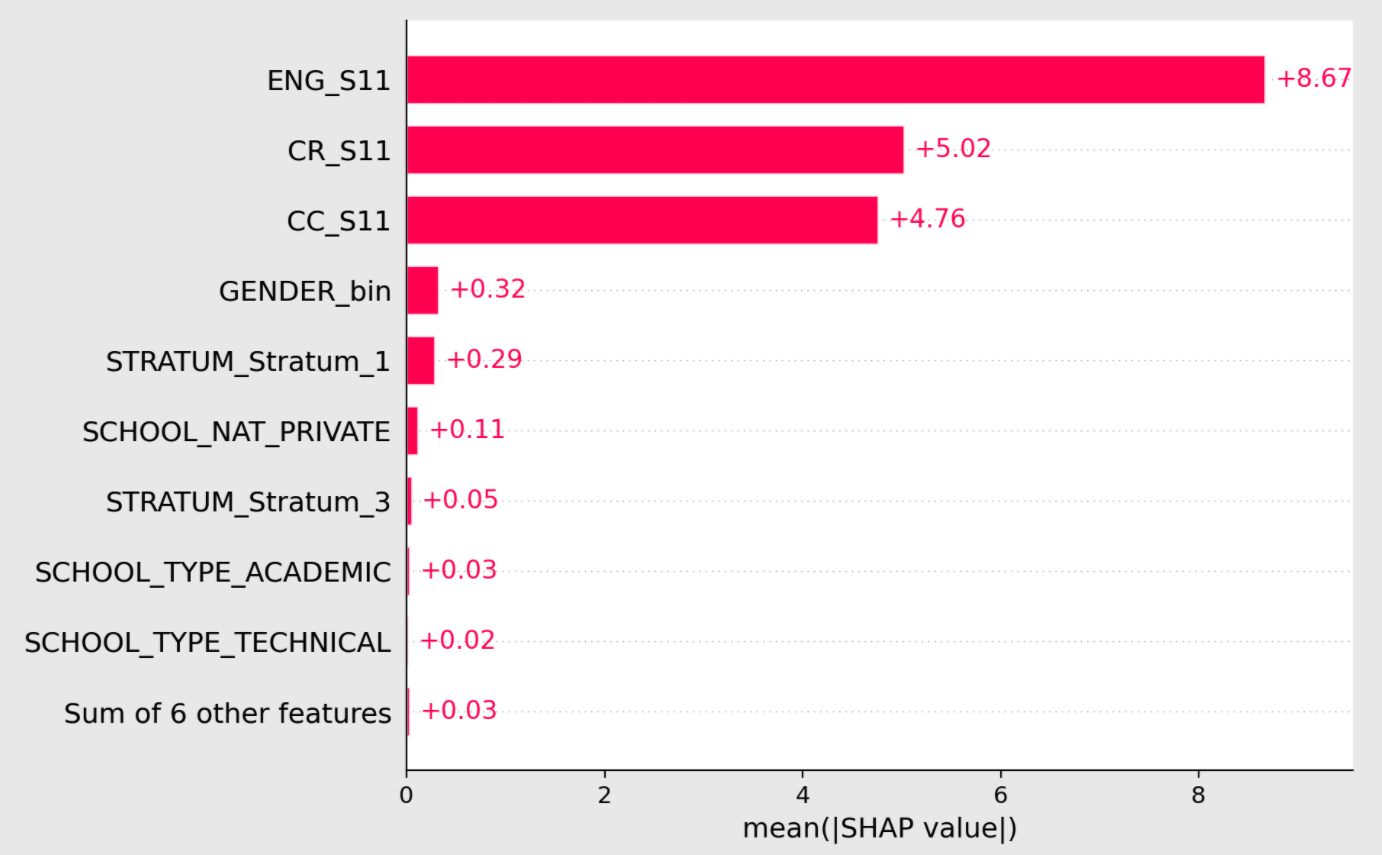 ENG_S11 +8.67
CR_S11 +5.02
CC_S11 +4.76
GENDER_bin +0.32
STRATUM_Stratum_1 +0.29
SCHOOL_NAT_PRIVATE +0.11
STRATUM_Stratum_3 +0.05
SCHOOL_TYPE_ACADEMIC +0.03
SCHOOL_TYPE_TECHNICAL +0.02
Sum of 6 other features +0.03
0 2 4 6 8
mean(|SHAP value|)